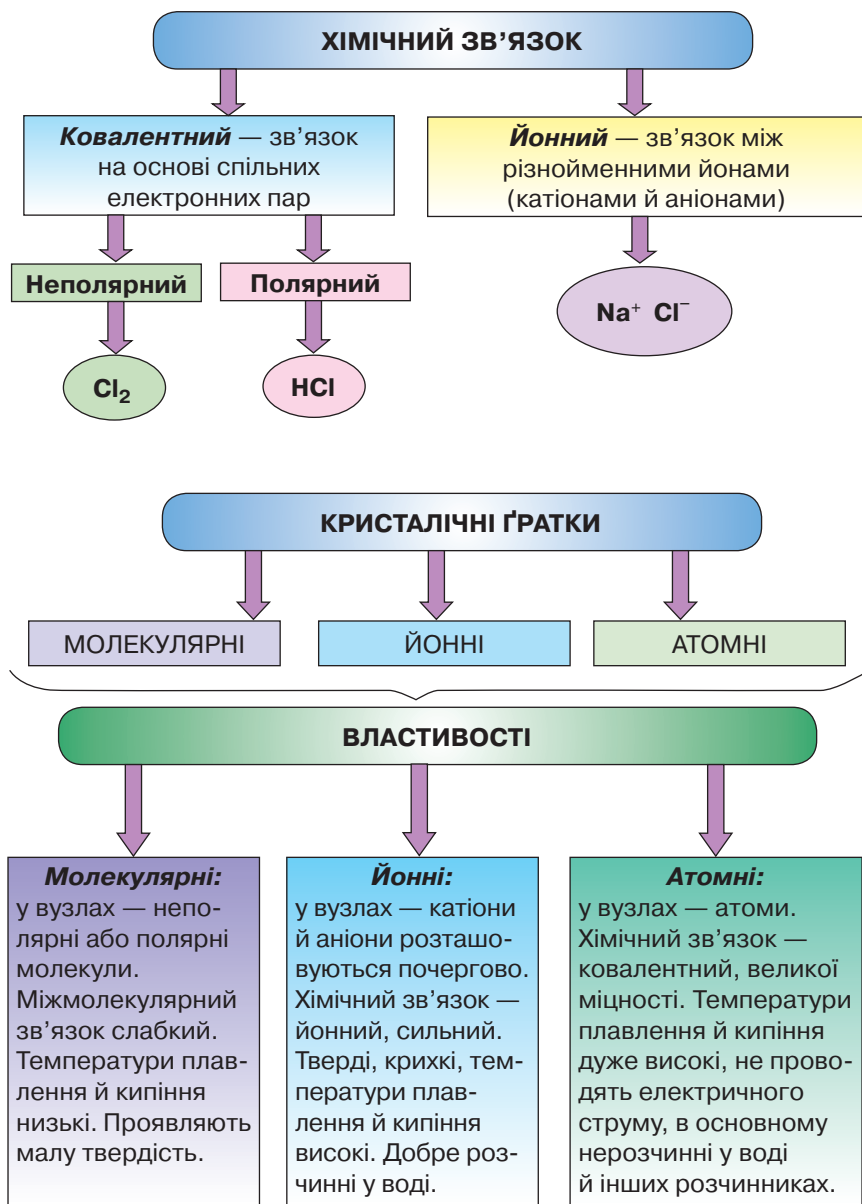 ХІМІЧНИЙ ЗВ’ЯЗОК
Ковалентний — зв’язок
на основі спільних
електронних пар
Йонний — зв’язок між
різнойменними йонами
(катіонами й аніонами)
Неполярний
Полярний
Cl₂
HCl
Na⁺ Cl⁻
КРИСТАЛІЧНІ ҐРАТКИ
МОЛЕКУЛЯРНІ
ЙОННІ
АТОМНІ
ВЛАСТИВОСТІ
Молекулярні:
у вузлах — непо-
лярні або полярні
молекули.
Міжмолекулярний
зв’язок слабкий.
Температури плав-
лення й кипіння
низькі. Проявляють
малу твердість.
Йонні:
у вузлах — катіони
й аніони розташо-
вуються почергово.
Хімічний зв’язок —
йонний, сильний.
Тверді, крихкі, тем-
ператури плав-
лення й кипіння
високі. Добре роз-
чинні у воді.
Атомні:
у вузлах — атоми.
Хімічний зв’язок —
ковалентний, великої
міцності. Температури
плавлення й кипіння
дуже високі, не прово-
дять електричного
струму, в основному
нерозчинні у воді
й інших розчинниках.